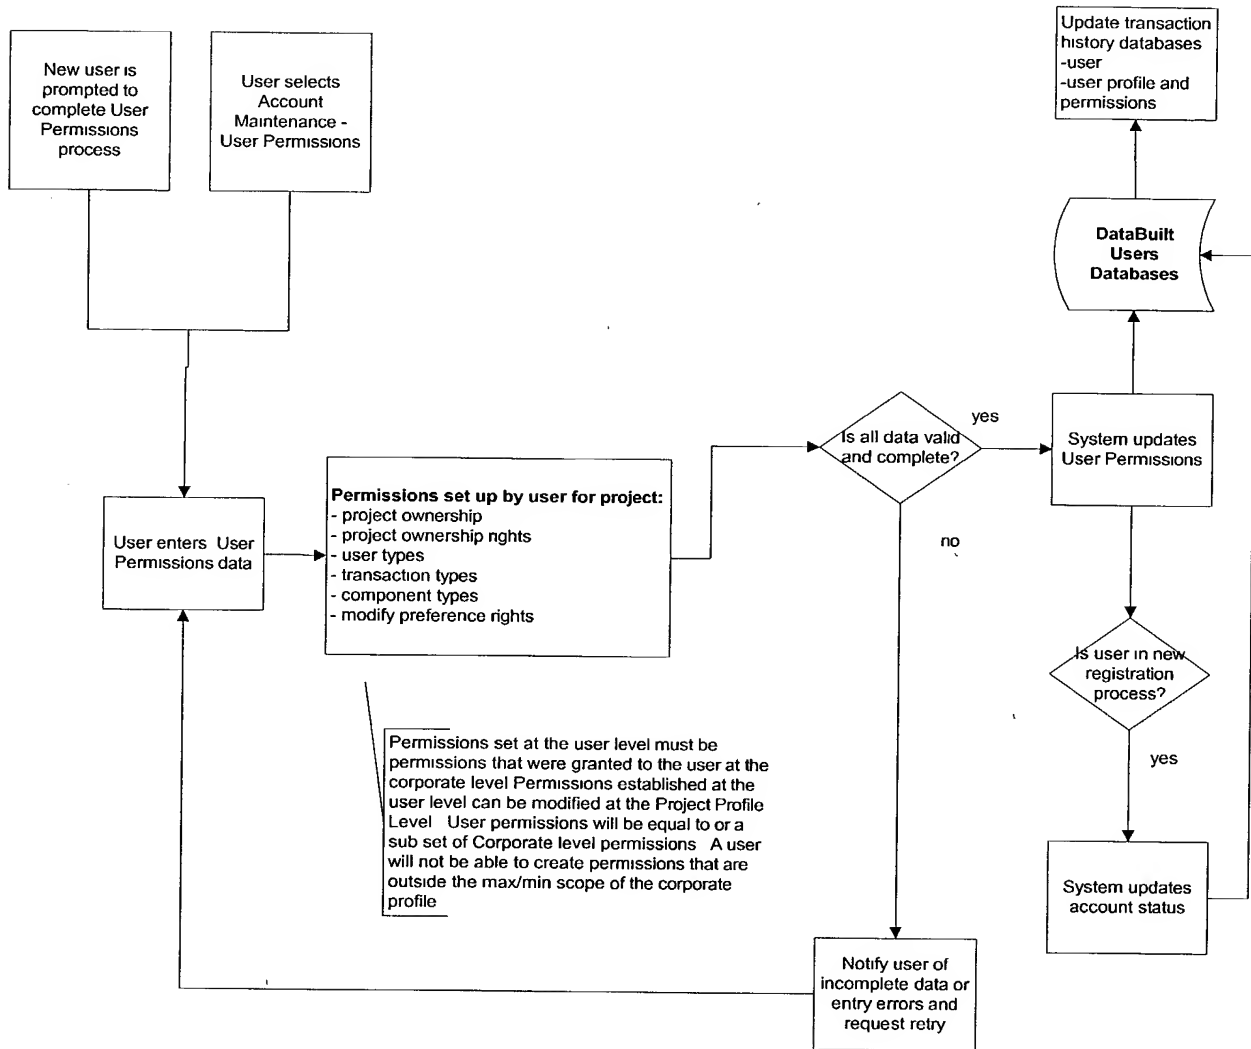 New user is
prompted to
complete User
Permissions
process
User selects
Account
Maintenance -
User Permissions
Update transaction
history databases
-user
-user profile and
permissions
DataBuilt
Users
Databases
Is all data valid
and complete?
yes
System updates
User Permissions
User enters User
Permissions data
Permissions set up by user for project:
- project ownership
- project ownership rights
- user types
- transaction types
- component types
- modify preference rights
no
Is user in new
registration
process?
yes
Permissions set at the user level must be
permissions that were granted to the user at the
corporate level Permissions established at the
user level can be modified at the Project Profile
Level User permissions will be equal to or a
sub set of Corporate level permissions A user
will not be able to create permissions that are
outside the max/min scope of the corporate
profile
System updates
account status
Notify user of
incomplete data or
entry errors and
request retry